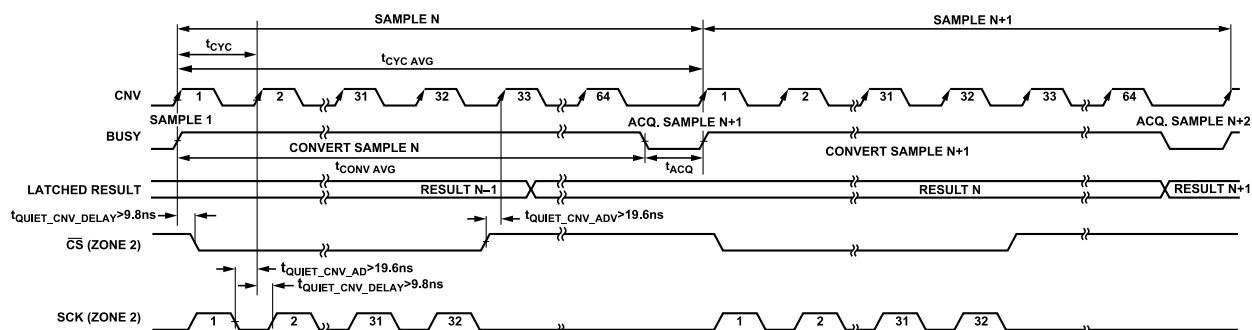 SAMPLE N SAMPLE N+1
tCYC
tCYC AVG
CNV 1 2 31 32 33 64 1 2 31 32 33 64
SAMPLE 1 ACQ. SAMPLE N+1 ACQ. SAMPLE N+2
BUSY
CONVERT SAMPLE N CONVERT SAMPLE N+1
tCONV AVG tACQ
LATCHED RESULT RESULT N–1 RESULT N RESULT N+1
tQUIET_CNV_DELAY>9.8ns tQUIET_CNV_ADV>19.6ns
CS (ZONE 2)
tQUIET_CNV_AD>19.6ns
tQUIET_CNV_DELAY>9.8ns
SCK (ZONE 2) 1 2 31 32 1 2 31 32